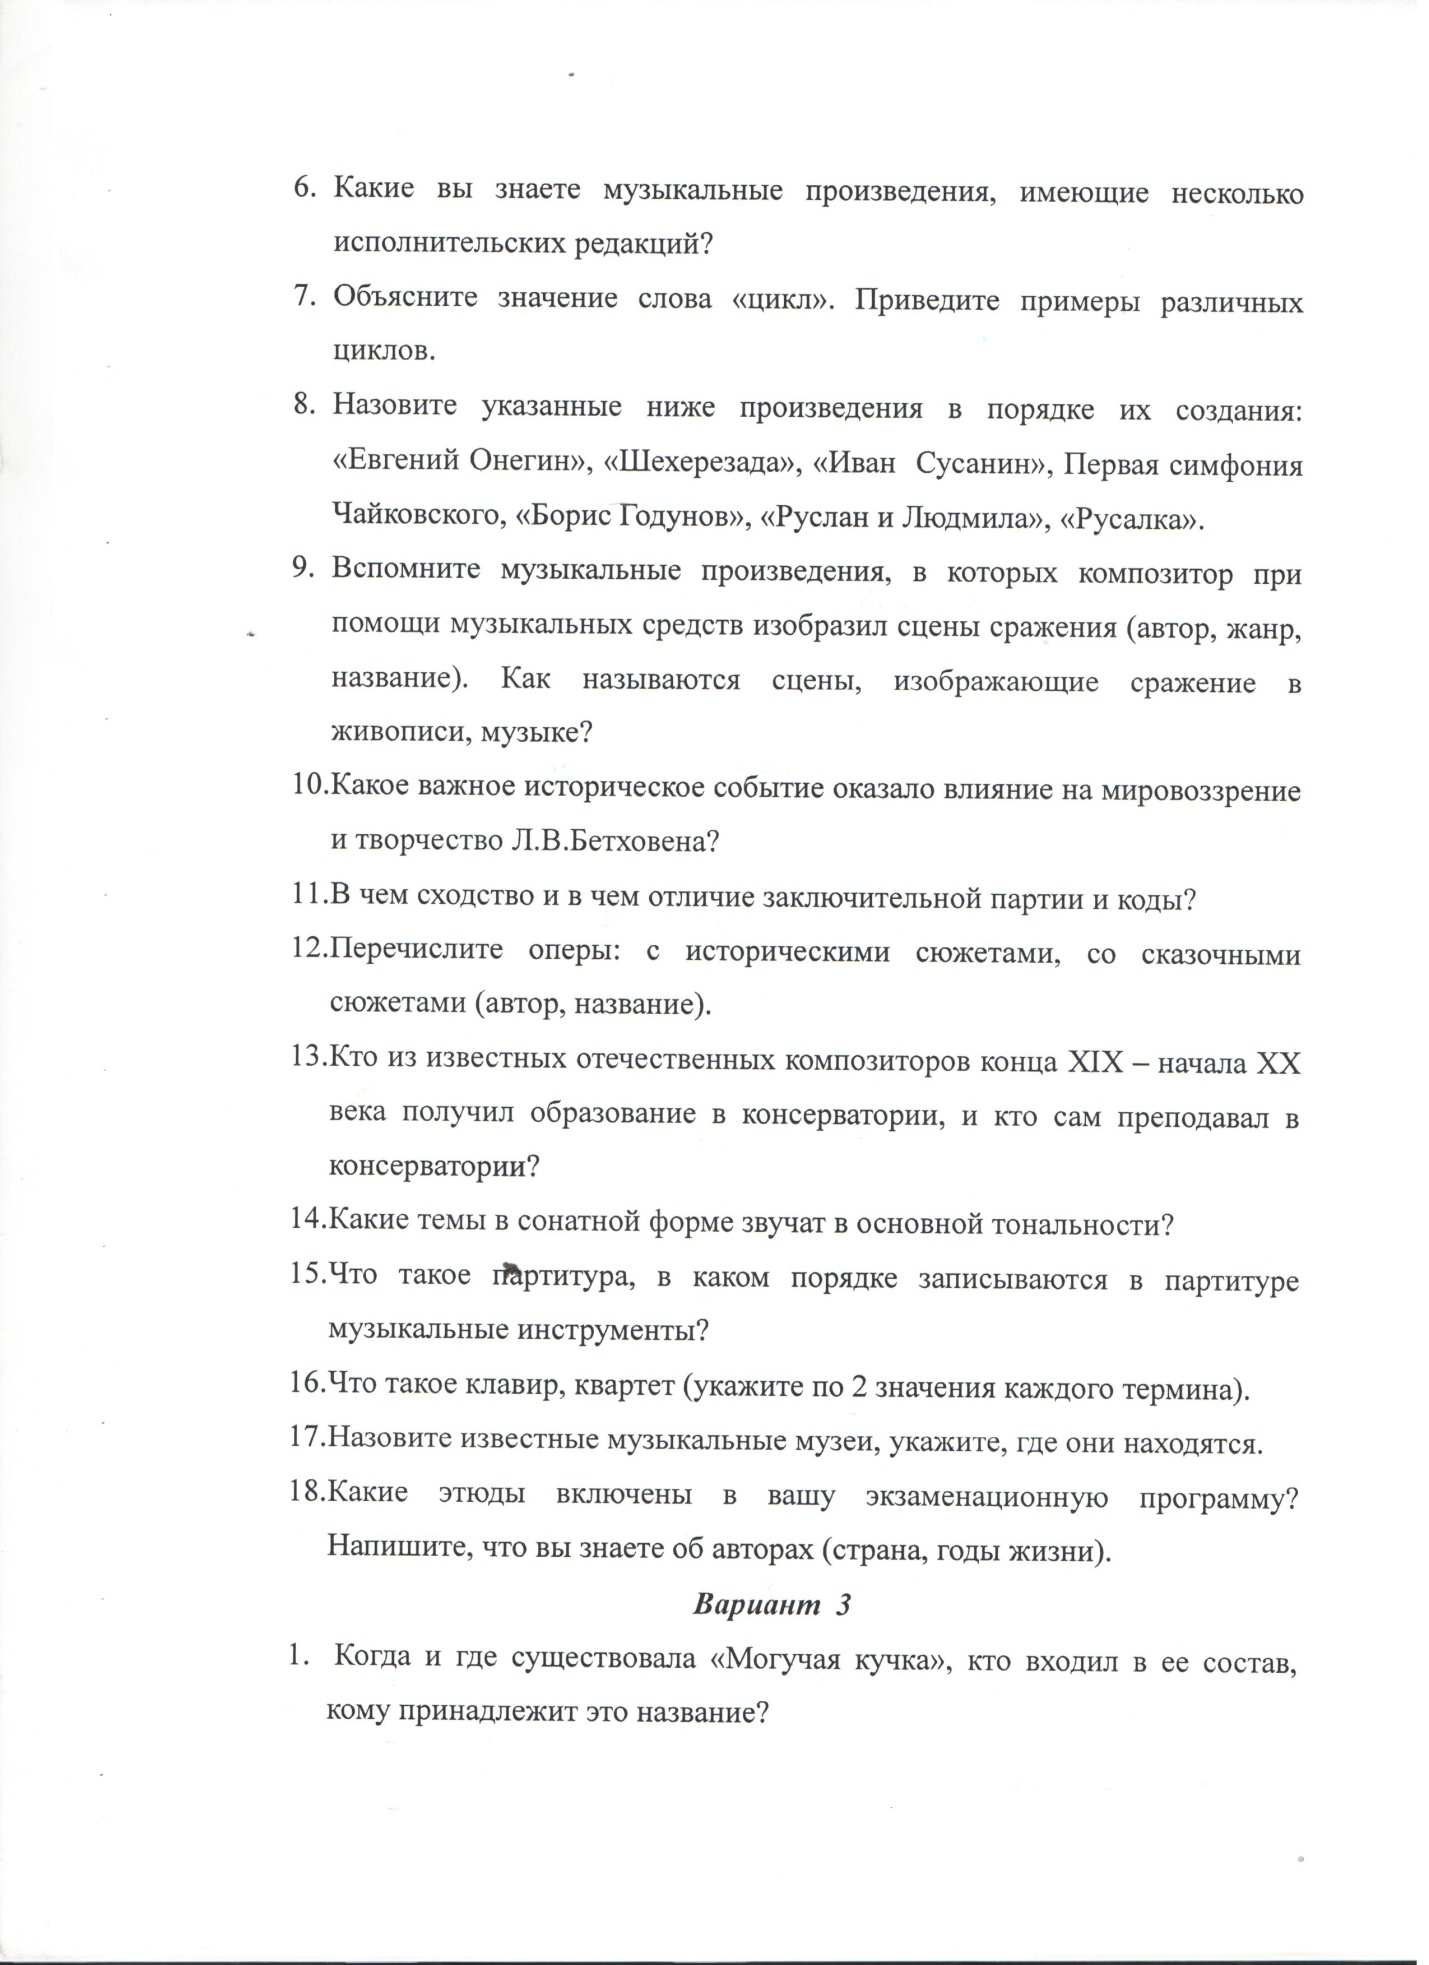 6. Какие вы знаете музыкальные произведения, имеющие несколько
исполнительских редакций?
7. Объясните значение слова «цикл». Приведите примеры различных
циклов.
8. Назовите указанные ниже произведения в порядке их создания:
«Евгений Онегин», «Шехерезада», «Иван Сусанин», Первая симфония
Чайковского, «Борис Годунов», «Руслан и Людмила», «Русалка».
9. Вспомните музыкальные произведения, в которых композитор при
помощи музыкальных средств изобразил сцены сражения (автор, жанр,
название). Как называются сцены, изображающие сражение в
живописи, музыке?
10.Какое важное историческое событие оказало влияние на мировоззрение
и творчество Л.В.Бетховена?
11.В чем сходство и в чем отличие заключительной партии и коды?
12.Перечислите оперы: с историческими сюжетами, со сказочными
сюжетами (автор, название).
13.Кто из известных отечественных композиторов конца XIX – начала XX
века получил образование в консерватории, и кто сам преподавал в
консерватории?
14.Какие темы в сонатной форме звучат в основной тональности?
15.Что такое партитура, в каком порядке записываются в партитуре
музыкальные инструменты?
16.Что такое клавир, квартет (укажите по 2 значения каждого термина).
17.Назовите известные музыкальные музеи, укажите, где они находятся.
18.Какие этюды включены в вашу экзаменационную программу?
Напишите, что вы знаете об авторах (страна, годы жизни).
Вариант 3
1. Когда и где существовала «Могучая кучка», кто входил в ее состав,
кому принадлежит это название?